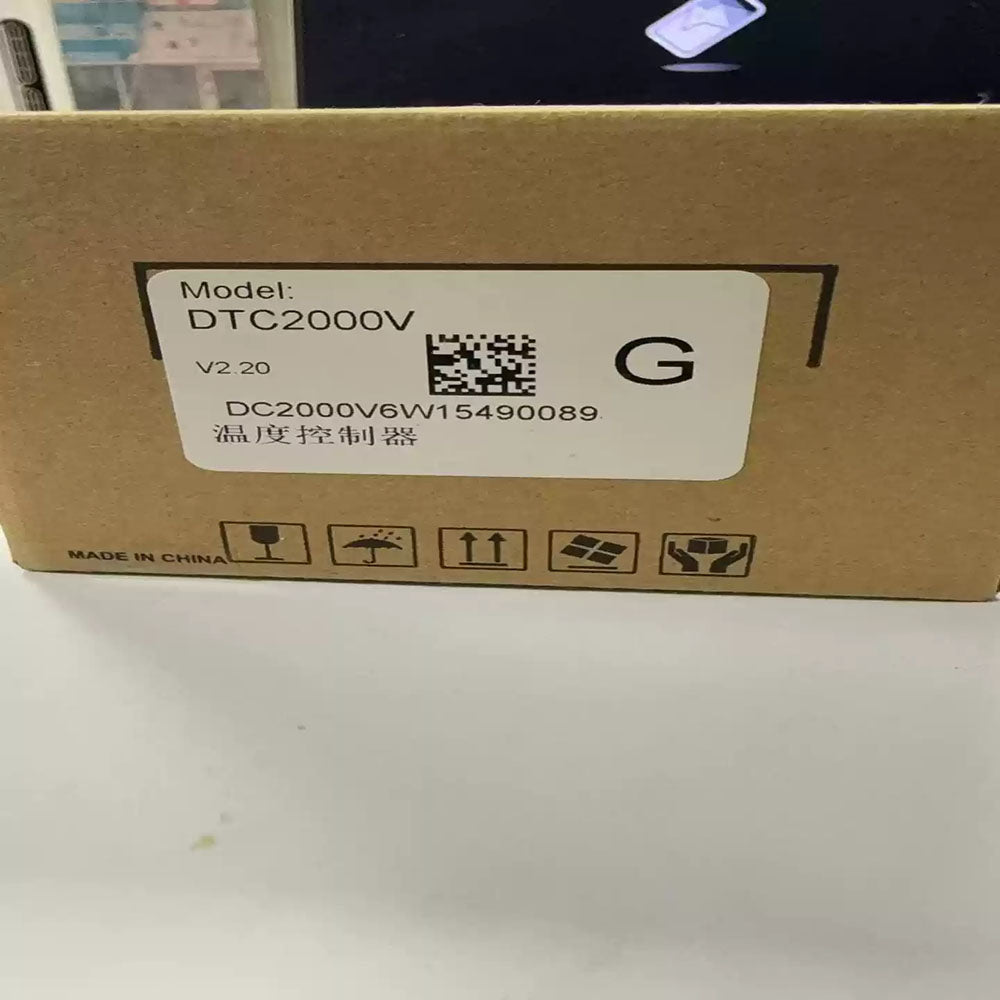 Model:
DTC2000V
V2.20
G
DC2000V6W15490089
温度控制器
MADE IN CHINA